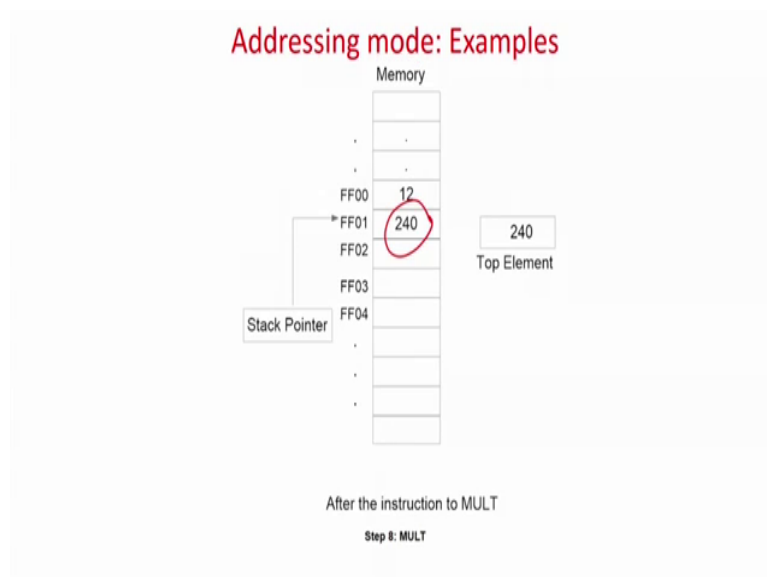 Addressing mode: Examples
Memory
.
.
.
.
FF00 12
FF01 240
FF02
FF03
FF04
.
.
.
Stack Pointer
240
Top Element
After the instruction to MULT
Step 8: MULT